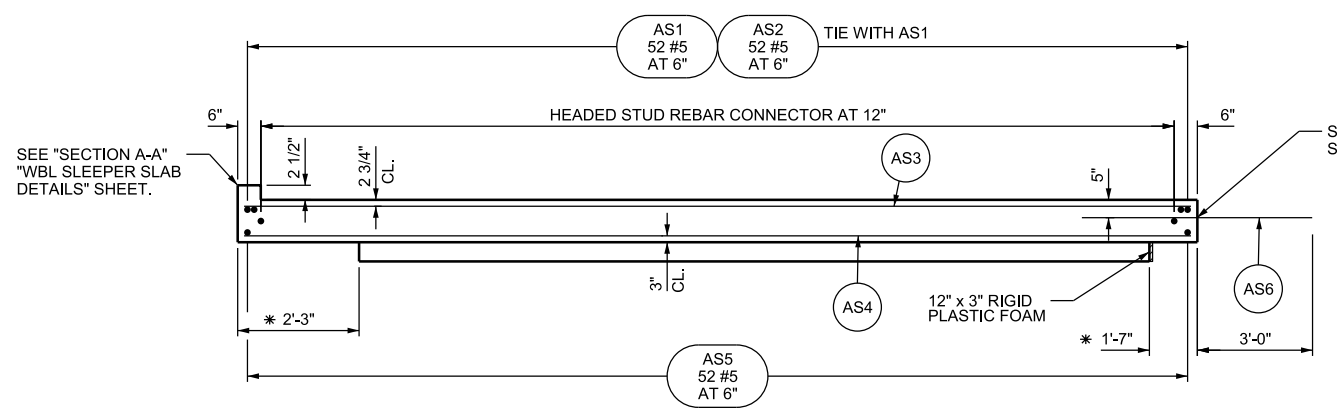 AS1
52 #5
AT 6"
AS2
52 #5
AT 6"
TIE WITH AS1
6"
HEADED STUD REBAR CONNECTOR AT 12"
6"
SEE "SECTION A-A"
"WBL SLEEPER SLAB
DETAILS" SHEET.
2 1/2"
2 3/4"
CL.
AS3
5"
S
S
3"
CL.
AS4
12" x 3" RIGID
PLASTIC FOAM
AS6
* 2'-3"
* 1'-7"
3'-0"
AS5
52 #5
AT 6"